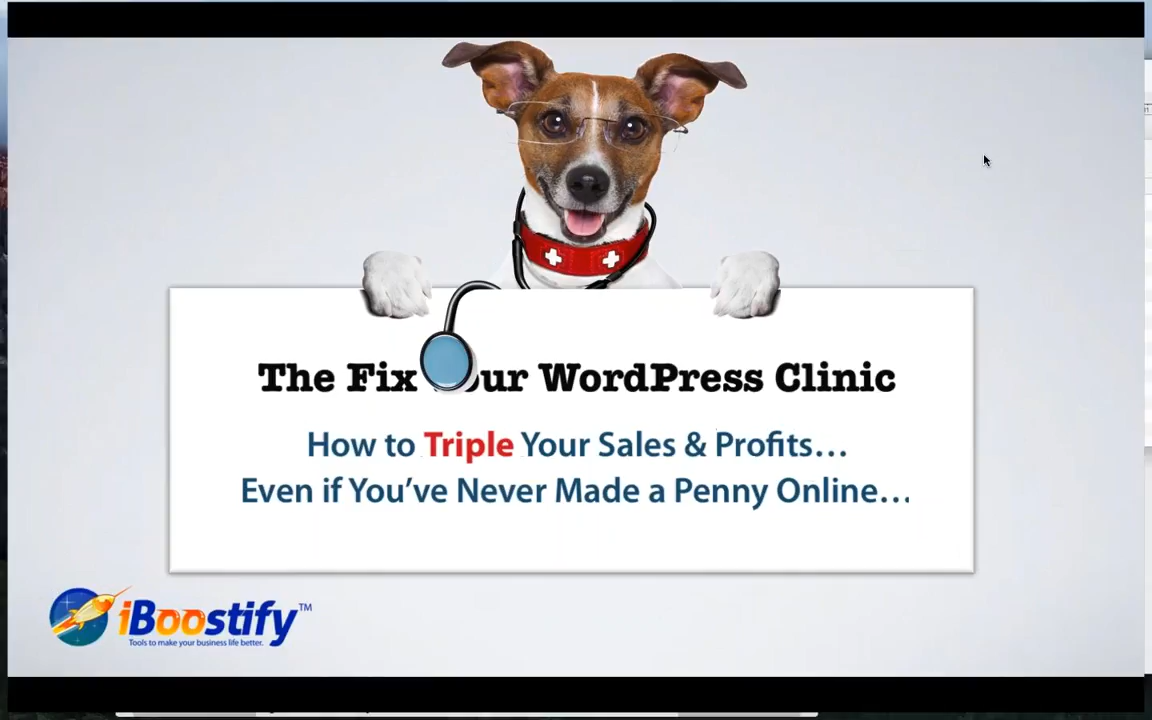 The Fix our WordPress Clinic
How to Triple Your Sales & Profits...
Even if You've Never Made a Penny Online...
iBoostify™
Tools to make your business life better.